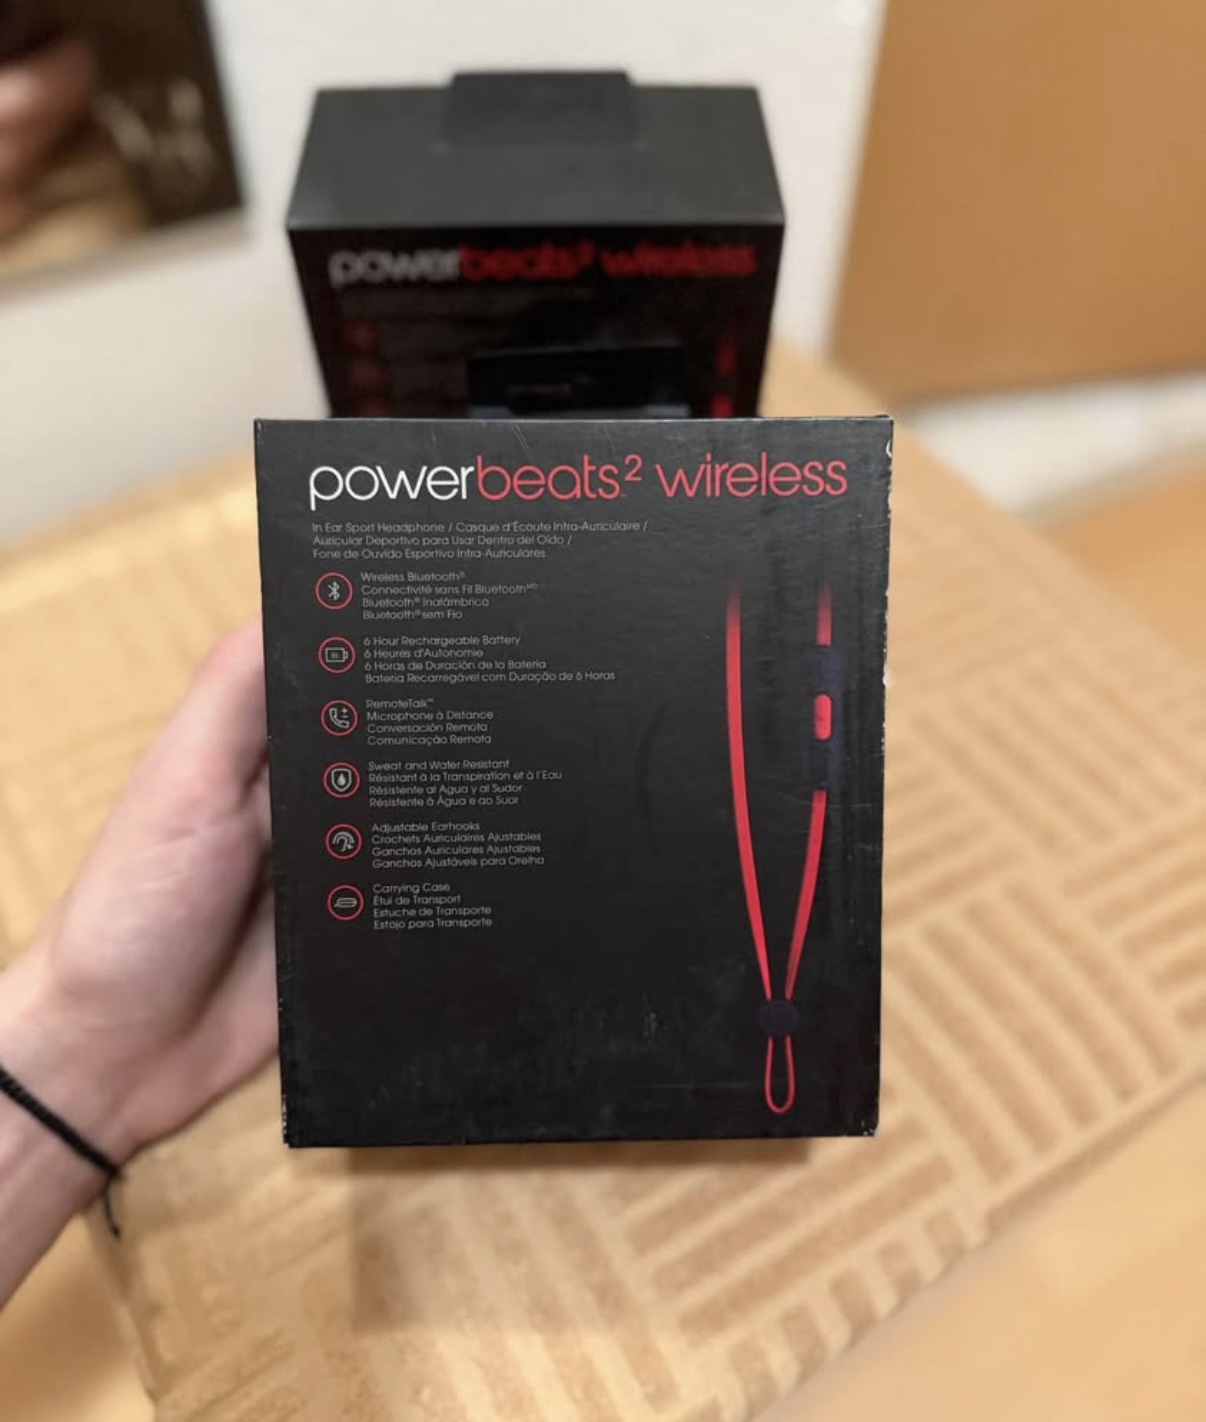 powerbeats² wireless
powerbeats™² wireless
In Ear Sport Headphone / Casque d'Écoute Intra-Auriculaire /
Auricular Deportivo para Usar Dentro del Oído /
Fone de Ouvido Esportivo Intra-Auriculares
Wireless Bluetooth®
Connectivité sans Fil Bluetoothᴹᴰ
Bluetooth® Inalámbrico
Bluetooth® sem Fio
6 Hour Rechargeable Battery
6 Heures d'Autonomie
6 Horas de Duración de la Batería
Bateria Recarregável com Duração de 6 Horas
RemoteTalk™
Microphone à Distance
Conversación Remota
Comunicação Remota
Sweat and Water Resistant
Résistant à la Transpiration et à l'Eau
Résistente al Agua y al Sudor
Résistente à Água e ao Suor
Adjustable Earhooks
Crochets Auriculaires Ajustables
Ganchos Auriculares Ajustables
Ganchos Ajustáveis para Orelha
Carrying Case
Étui de Transport
Estuche de Transporte
Estojo para Transporte